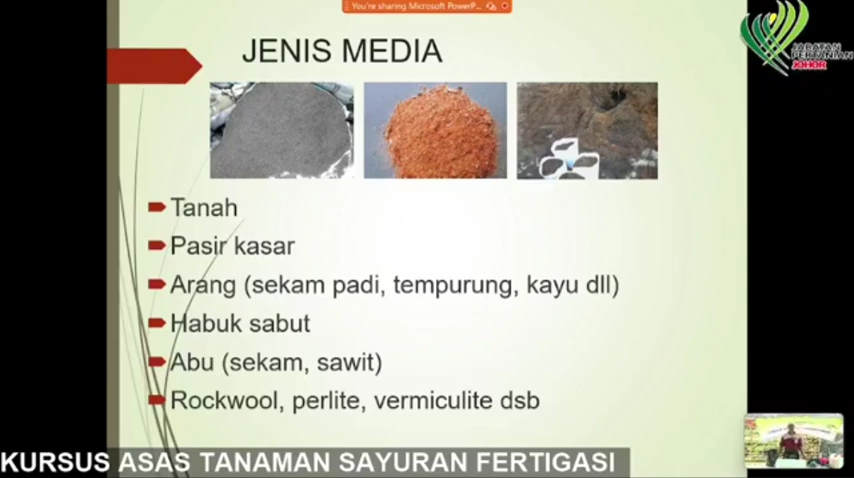 You're sharing Microsoft PowerP...
JABATAN
PERTANIAN
JOHOR
JENIS MEDIA
Tanah
Pasir kasar
Arang (sekam padi, tempurung, kayu dll)
Habuk sabut
Abu (sekam, sawit)
Rockwool, perlite, vermiculite dsb
KURSUS ASAS TANAMAN SAYURAN FERTIGASI